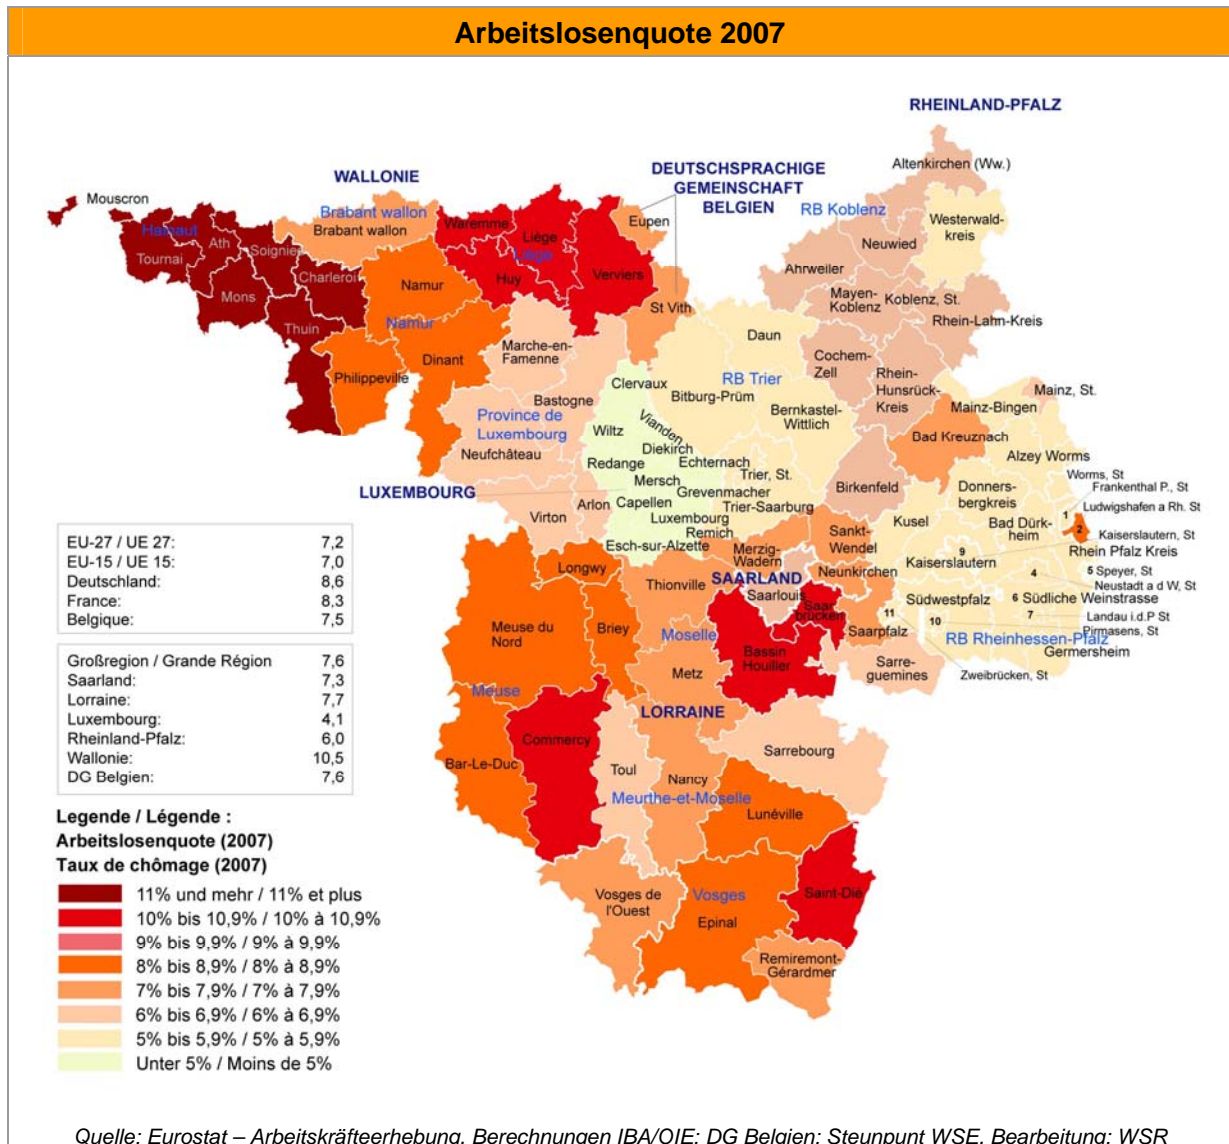 Arbeitslosenquote 2007
RHEINLAND-PFALZ
Altenkirchen (Ww.)
WALLONIE
DEUTSCHSPRACHIGE
GEMEINSCHAFT
BELGIEN
Mouscron
Brabant wallon
Brabant wallon
RB Koblenz
Westerwald-
kreis
Hainaut
Ath
Tournai
Soignies
Waremme
Liége
Liége
Eupen
Neuwied
Charleroi
Mons
Namur
Huy
Verviers
Ahrweiler
Mayen-
Koblenz
Koblenz, St.
Rhein-Lahn-Kreis
St Vith
Thuin
Namur
Dinant
Marche-en-
Famenne
Daun
Cochem-
Zell
Philippeville
Clervaux
RB Trier
Bitburg-Prüm
Rhein-
Hunsrück-
Kreis
Mainz, St.
Mainz-Bingen
Bastogne
Province de
Luxembourg
Wiltz
Vianden
Bernkastel-
Wittlich
Bad Kreuznach
Diekirch
Neufchâteau
Redange
Echternach
Alzey Worms
LUXEMBOURG
Mersch
Trier, St.
Birkenfeld
Worms, St
Donners-
bergkreis
Frankenthal P., St
Grevenmacher
Arlon
Capellen
Trier-Saarburg
Ludwigshafen a Rh. St
Virton
Luxembourg
Kusel
Bad Dürk-
heim
1
2
Remich
Sankt-
Wendel
Kaiserslautern, St
Esch-sur-Alzette
Merzig-
Wadern
9
Rhein Pfalz Kreis
Kaiserslautern
Longwy
Thionville
SAARLAND
Neunkirchen
4
5 Speyer, St
Saarlouis
Neustadt a d W, St
Südwestpfalz
6 Südliche Weinstrasse
Saar
brücken
11
10
7
Landau i.d.P St
Meuse du
Nord
Briey
Moselle
Saarpfalz
Pirmasens, St
RB Rheinhessen-Pfalz
Germersheim
Bassin
Houiller
Metz
Sarre-
guemines
Zweibrücken, St
Meuse
LORRAINE
Commercy
Sarrebourg
Bar-Le-Duc
Toul
Nancy
Meurthe-et-Moselle
Lunéville
Vosges de
l'Ouest
Vosges
Saint-Dié
Epinal
Remiremont-
Gérardmer
EU-27 / UE 27: 7,2
EU-15 / UE 15: 7,0
Deutschland: 8,6
France: 8,3
Belgique: 7,5
Großregion / Grande Région 7,6
Saarland: 7,3
Lorraine: 7,7
Luxembourg: 4,1
Rheinland-Pfalz: 6,0
Wallonie: 10,5
DG Belgien: 7,6
Legende / Légende :
Arbeitslosenquote (2007)
Taux de chômage (2007)
11% und mehr / 11% et plus
10% bis 10,9% / 10% à 10,9%
9% bis 9,9% / 9% à 9,9%
8% bis 8,9% / 8% à 8,9%
7% bis 7,9% / 7% à 7,9%
6% bis 6,9% / 6% à 6,9%
5% bis 5,9% / 5% à 5,9%
Unter 5% / Moins de 5%
Quelle: Eurostat – Arbeitskräfteerhebung, Berechnungen IBA/OIE; DG Belgien: Steunpunt WSE. Bearbeitung: WSR